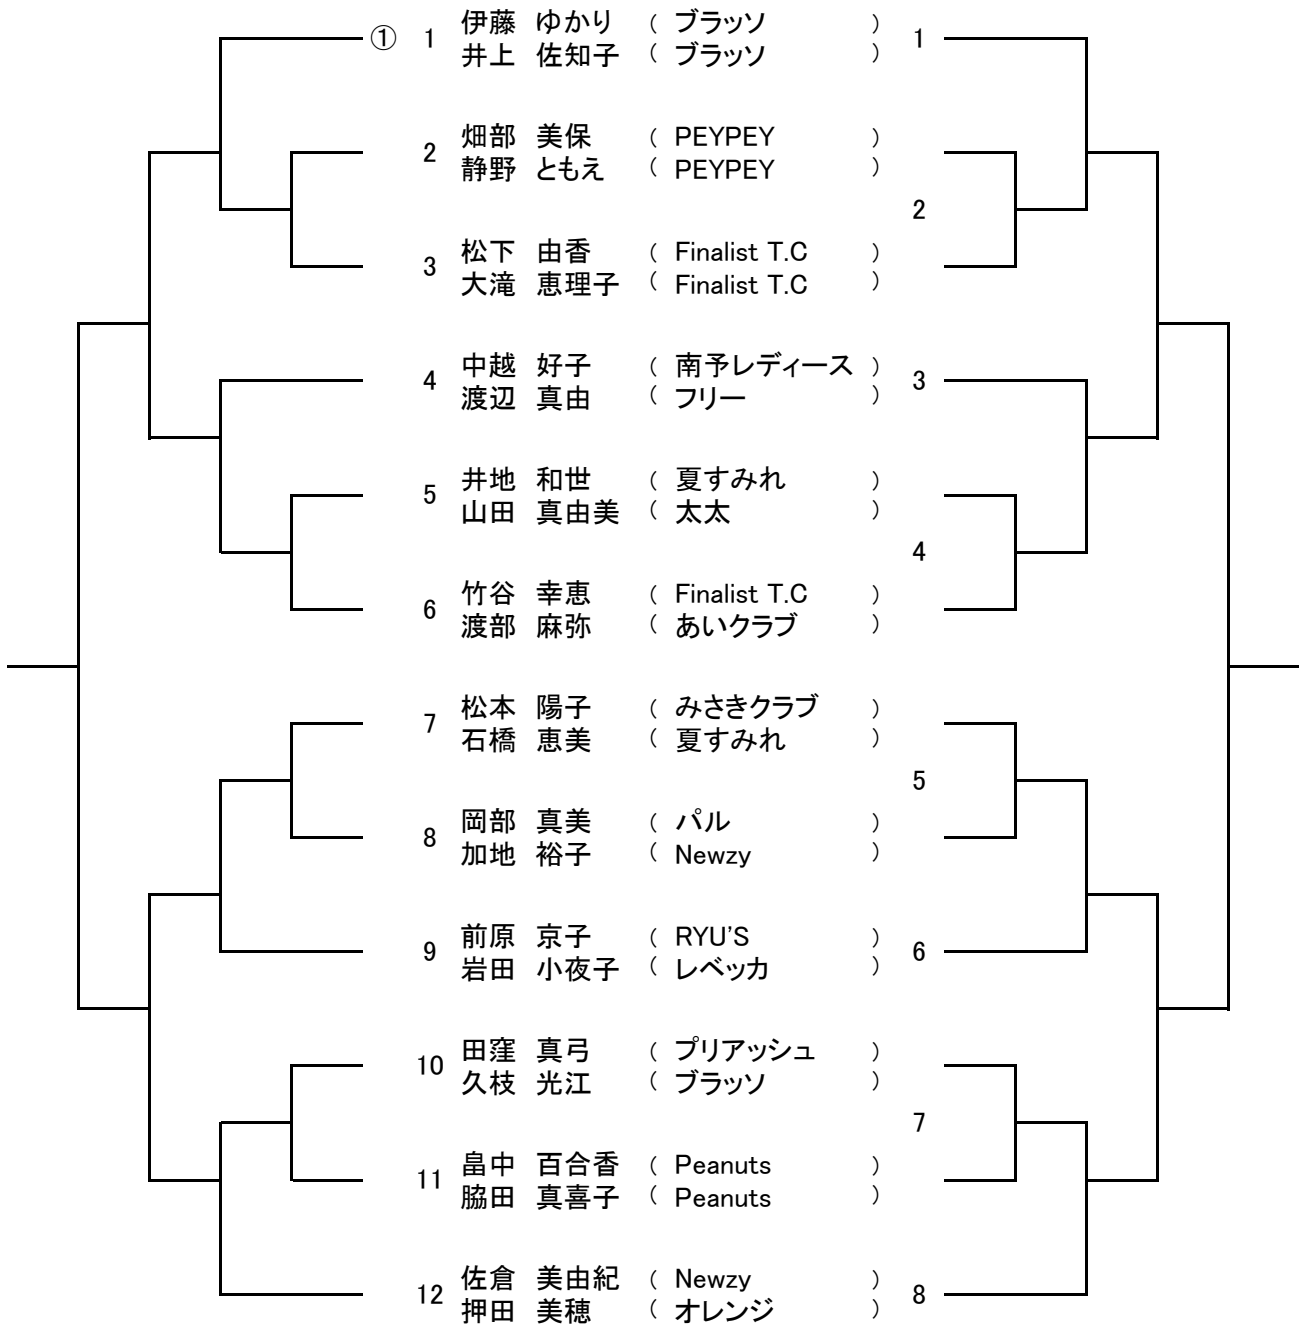 ① 1 伊藤 ゆかり ( ブラッソ ) 1
井上 佐知子 ( ブラッソ )
2 畑部 美保 ( PEYPEY )
静野 ともえ ( PEYPEY )
2
3 松下 由香 ( Finalist T.C )
大滝 恵理子 ( Finalist T.C )
4 中越 好子 ( 南予レディース ) 3
渡辺 真由 ( フリー )
5 井地 和世 ( 夏すみれ )
山田 真由美 ( 太太 )
4
6 竹谷 幸恵 ( Finalist T.C )
渡部 麻弥 ( あいクラブ )
7 松本 陽子 ( みさきクラブ )
石橋 恵美 ( 夏すみれ )
5
8 岡部 真美 ( パル )
加地 裕子 ( Newzy )
9 前原 京子 ( RYU'S ) 6
岩田 小夜子 ( レベッカ )
10 田窪 真弓 ( プリアッシュ )
久枝 光江 ( ブラッソ )
7
11 畠中 百合香 ( Peanuts )
脇田 真喜子 ( Peanuts )
12 佐倉 美由紀 ( Newzy ) 8
押田 美穂 ( オレンジ )